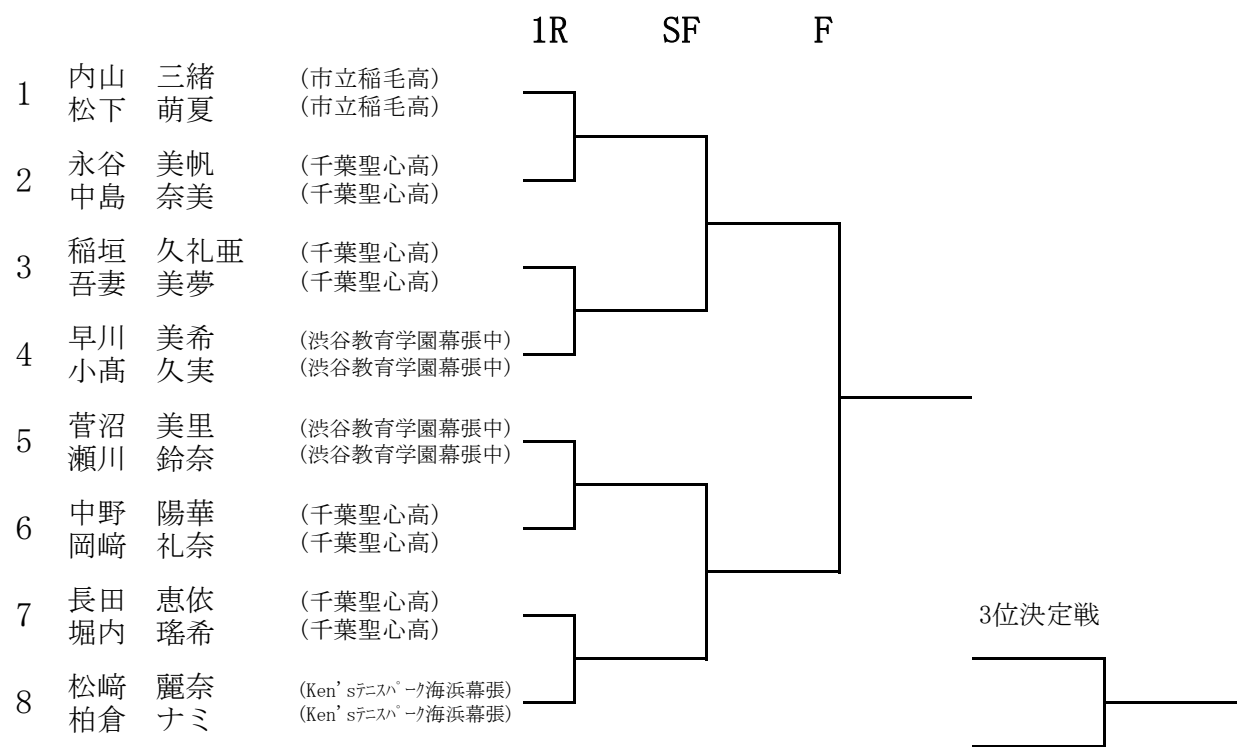 1R SF F
1 内山 三緒 (市立稲毛高)
松下 萌夏 (市立稲毛高)
2 永谷 美帆 (千葉聖心高)
中島 奈美 (千葉聖心高)
3 稲垣 久礼亜 (千葉聖心高)
吾妻 美夢 (千葉聖心高)
4 早川 美希 (渋谷教育学園幕張中)
小髙 久実 (渋谷教育学園幕張中)
5 菅沼 美里 (渋谷教育学園幕張中)
瀬川 鈴奈 (渋谷教育学園幕張中)
6 中野 陽華 (千葉聖心高)
岡﨑 礼奈 (千葉聖心高)
7 長田 恵依 (千葉聖心高)
堀内 瑤希 (千葉聖心高)
3位決定戦
8 松﨑 麗奈 (Ken'sﾃﾆｽﾊﾟｰｸ海浜幕張)
柏倉 ナミ (Ken'sﾃﾆｽﾊﾟｰｸ海浜幕張)